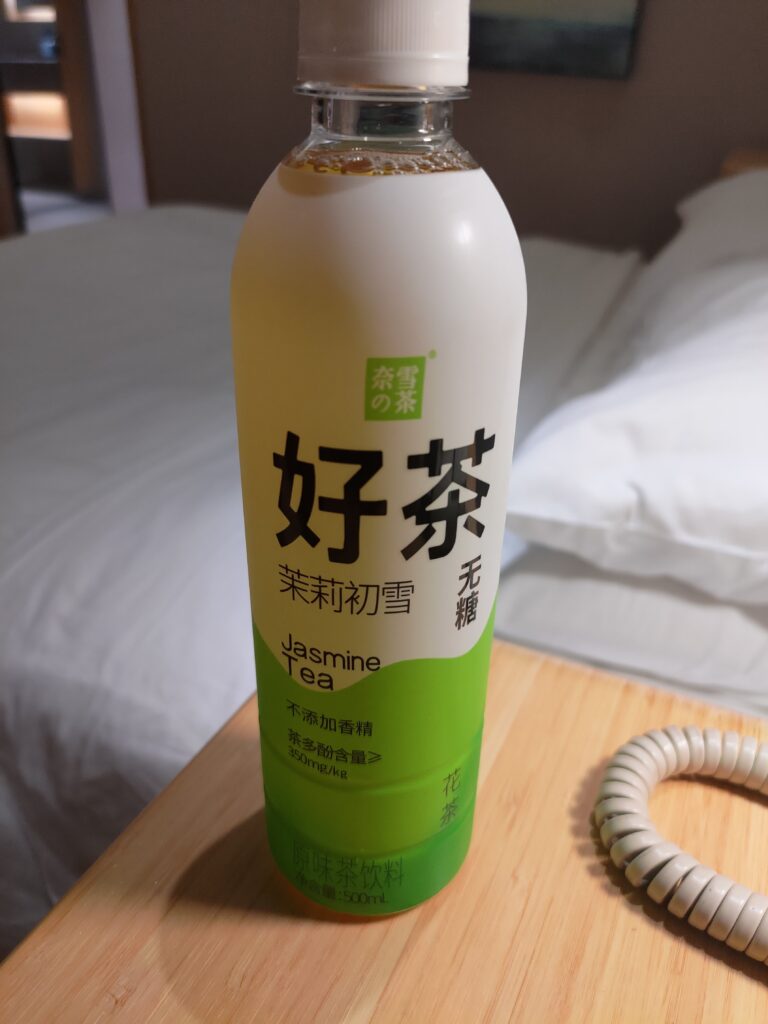 奈雪
の茶
好茶
茉莉初雪
无糖
Jasmine
Tea
不添加香精
茶多酚含量≥
350mg/kg
花茶
原味茶饮料
净含量:500mL